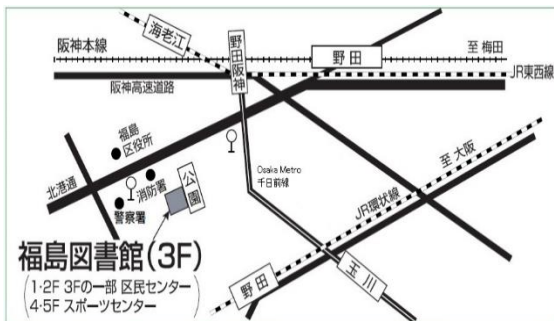 海老江
阪神本線
野田阪神
野田
至 梅田
阪神高速道路
JR東西線
福島
区役所
北港通
消防署
警察署
公園
Osaka Metro
千日前線
至 大阪
JR環状線
野田
玉川
福島図書館(3F)
1・2F 3Fの一部 区民センター
4・5F スポーツセンター